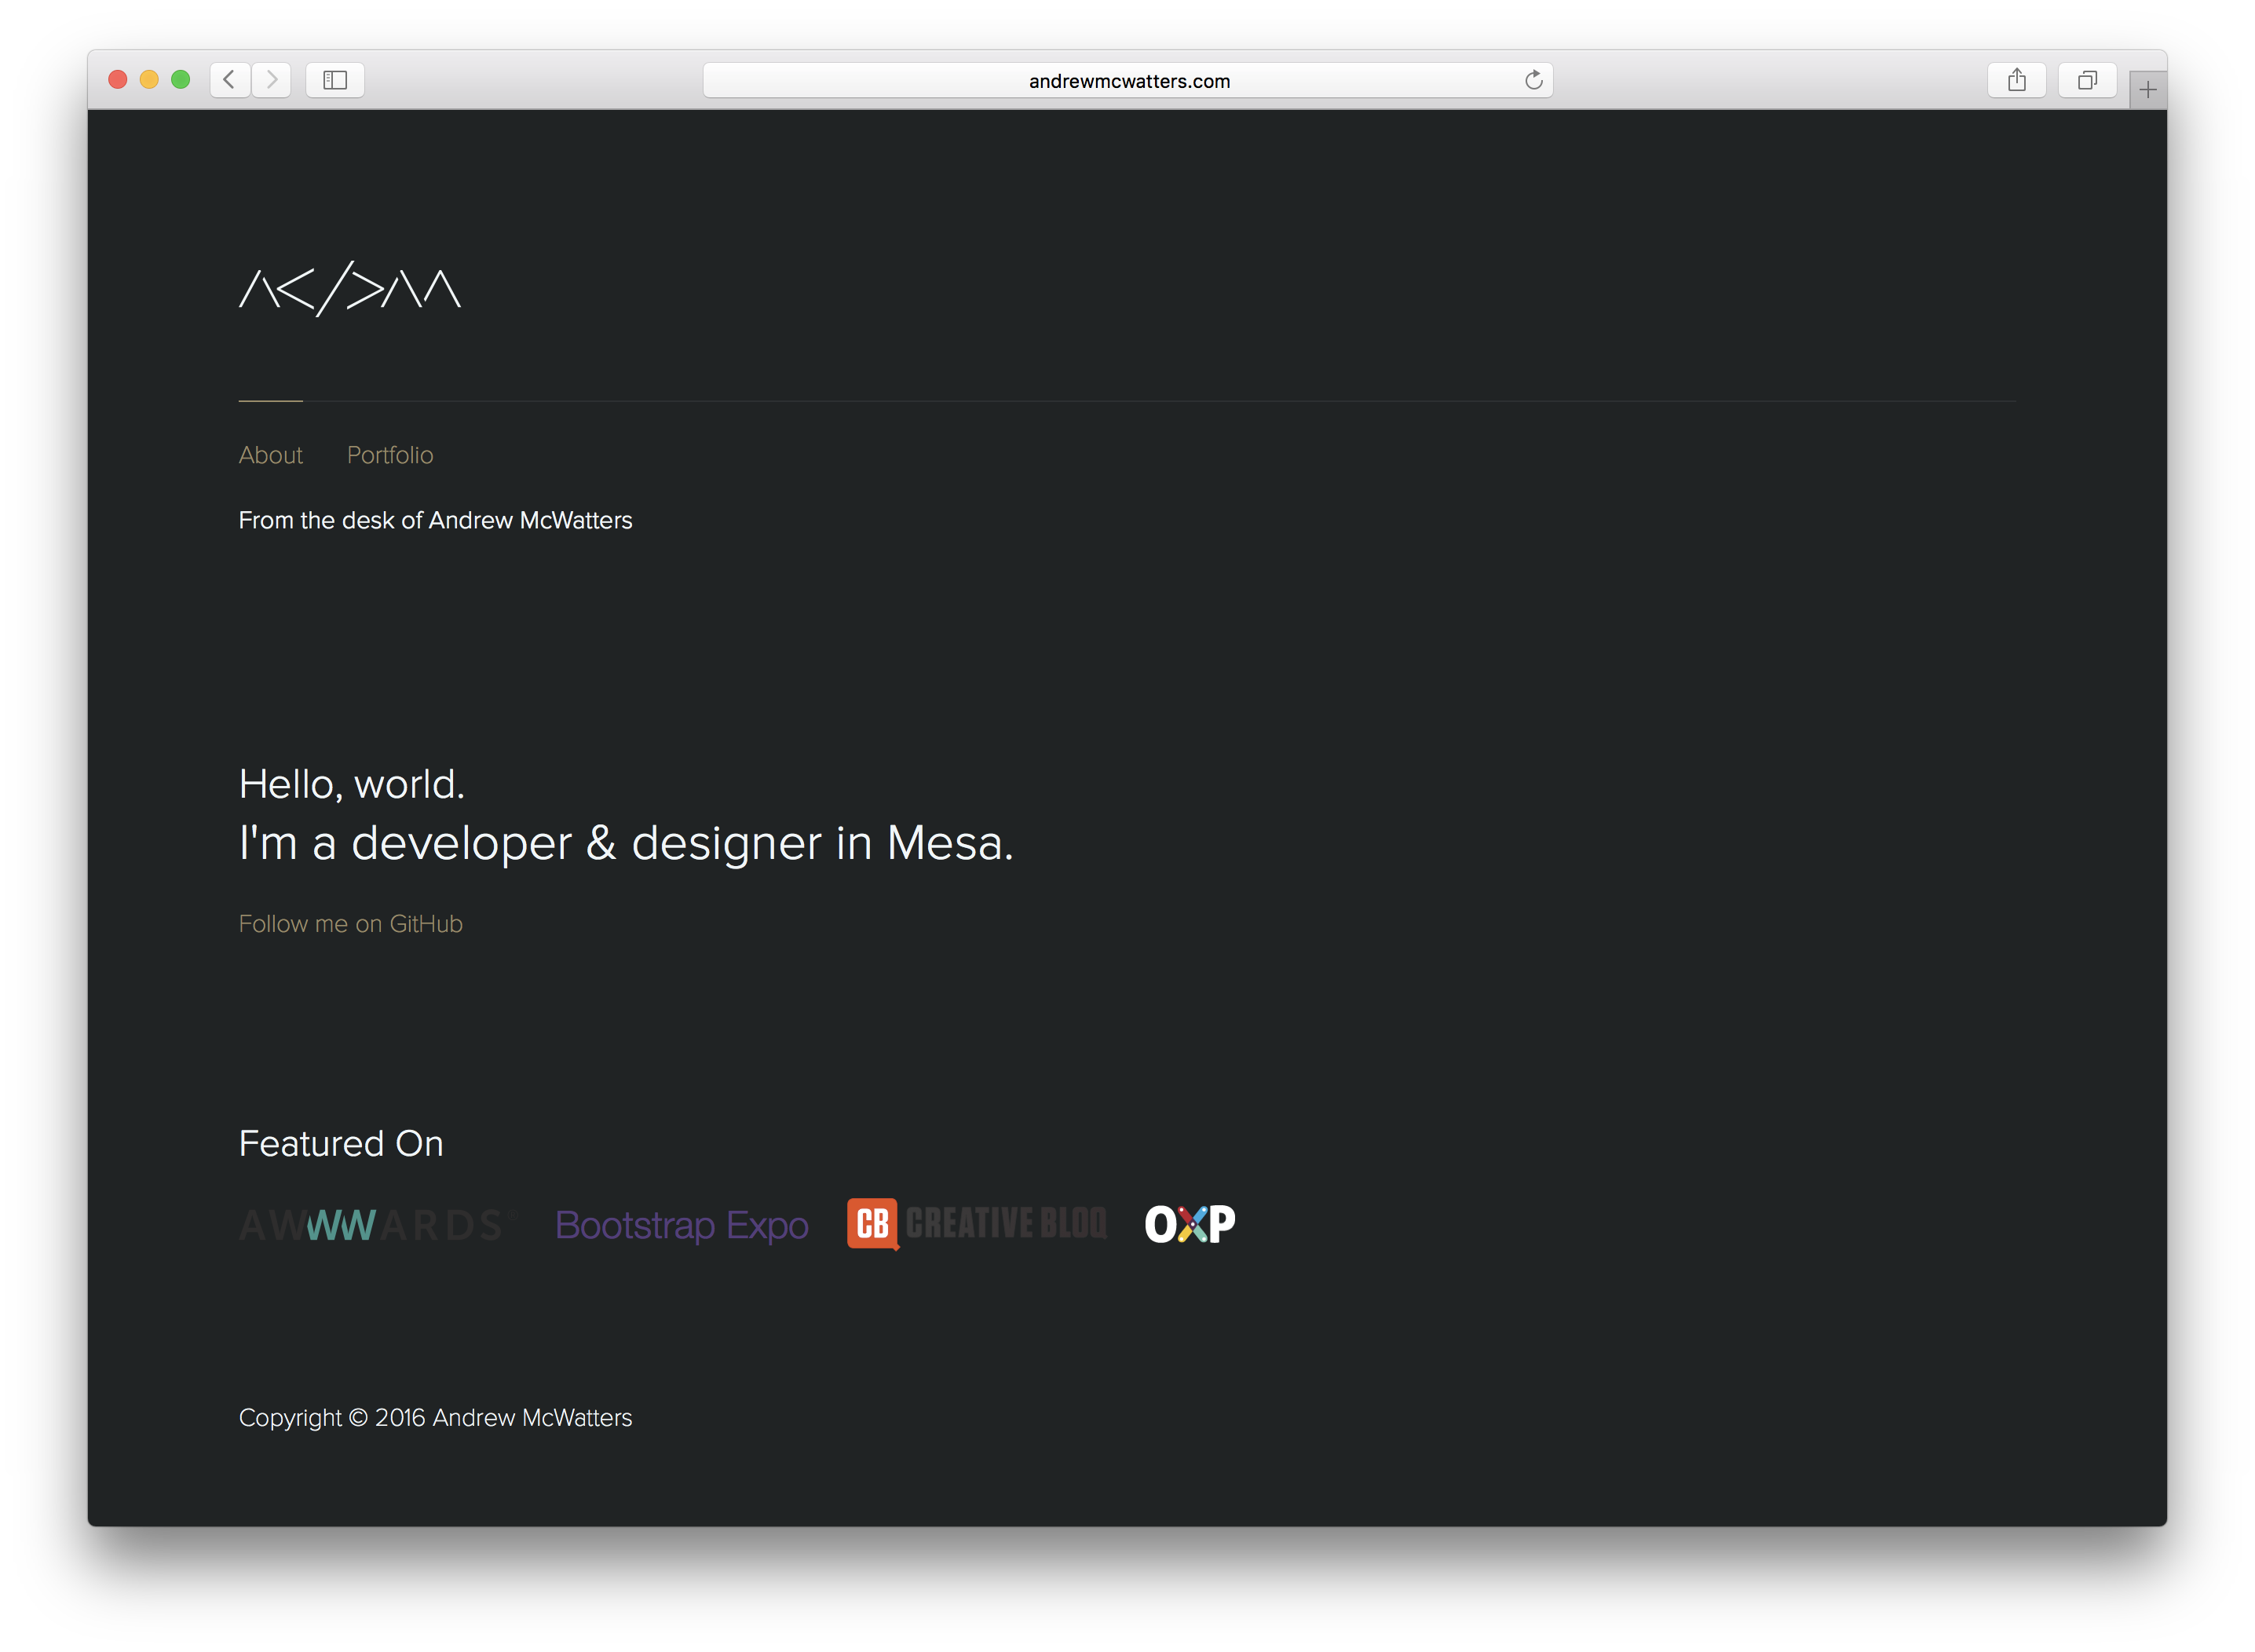 andrewmcwatters.com
About Portfolio
From the desk of Andrew McWatters
Hello, world.
I'm a developer & designer in Mesa.
Follow me on GitHub
Featured On
AWWWARDS® Bootstrap Expo CB CREATIVE BLOQ OXP
Copyright © 2016 Andrew McWatters